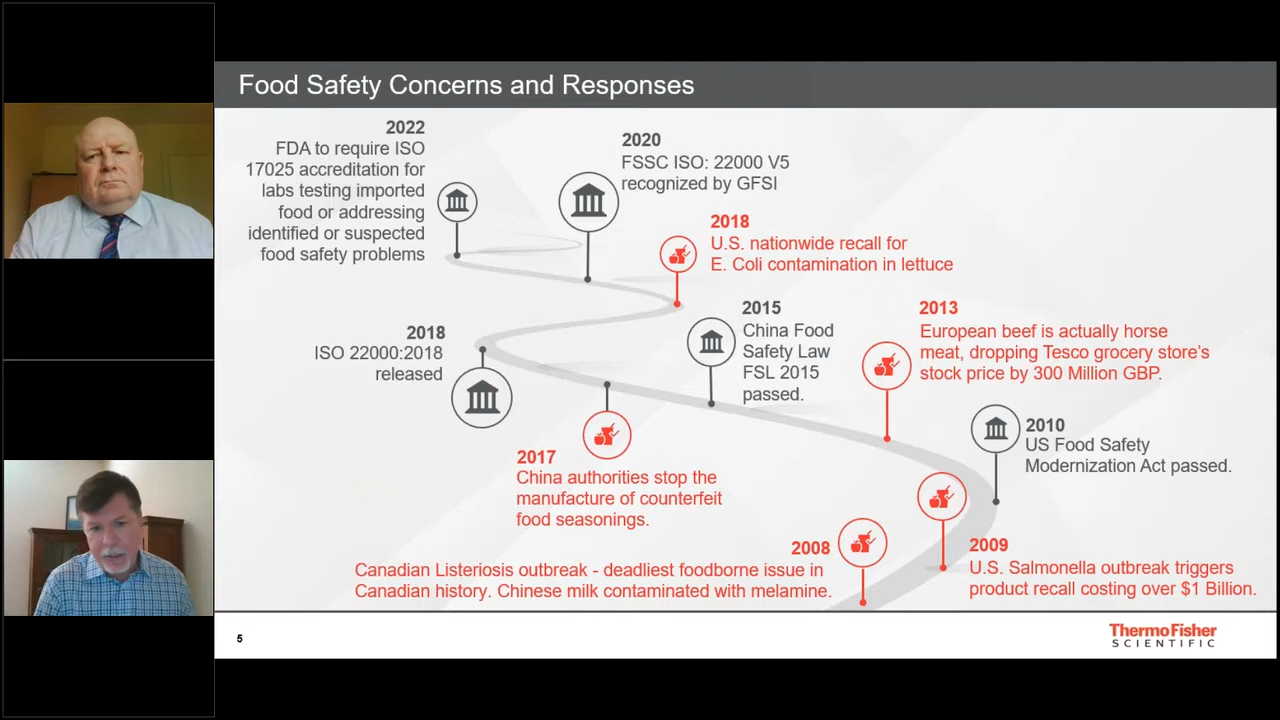 Food Safety Concerns and Responses
2022
FDA to require ISO
17025 accreditation for
labs testing imported
food or addressing
identified or suspected
food safety problems
2020
FSSC ISO: 22000 V5
recognized by GFSI
2018
U.S. nationwide recall for
E. Coli contamination in lettuce
2018
ISO 22000:2018
released
2015
China Food
Safety Law
FSL 2015
passed.
2013
European beef is actually horse
meat, dropping Tesco grocery store's
stock price by 300 Million GBP.
2017
China authorities stop the
manufacture of counterfeit
food seasonings.
2010
US Food Safety
Modernization Act passed.
2008
Canadian Listeriosis outbreak - deadliest foodborne issue in
Canadian history. Chinese milk contaminated with melamine.
2009
U.S. Salmonella outbreak triggers
product recall costing over $1 Billion.
5
ThermoFisher
SCIENTIFIC